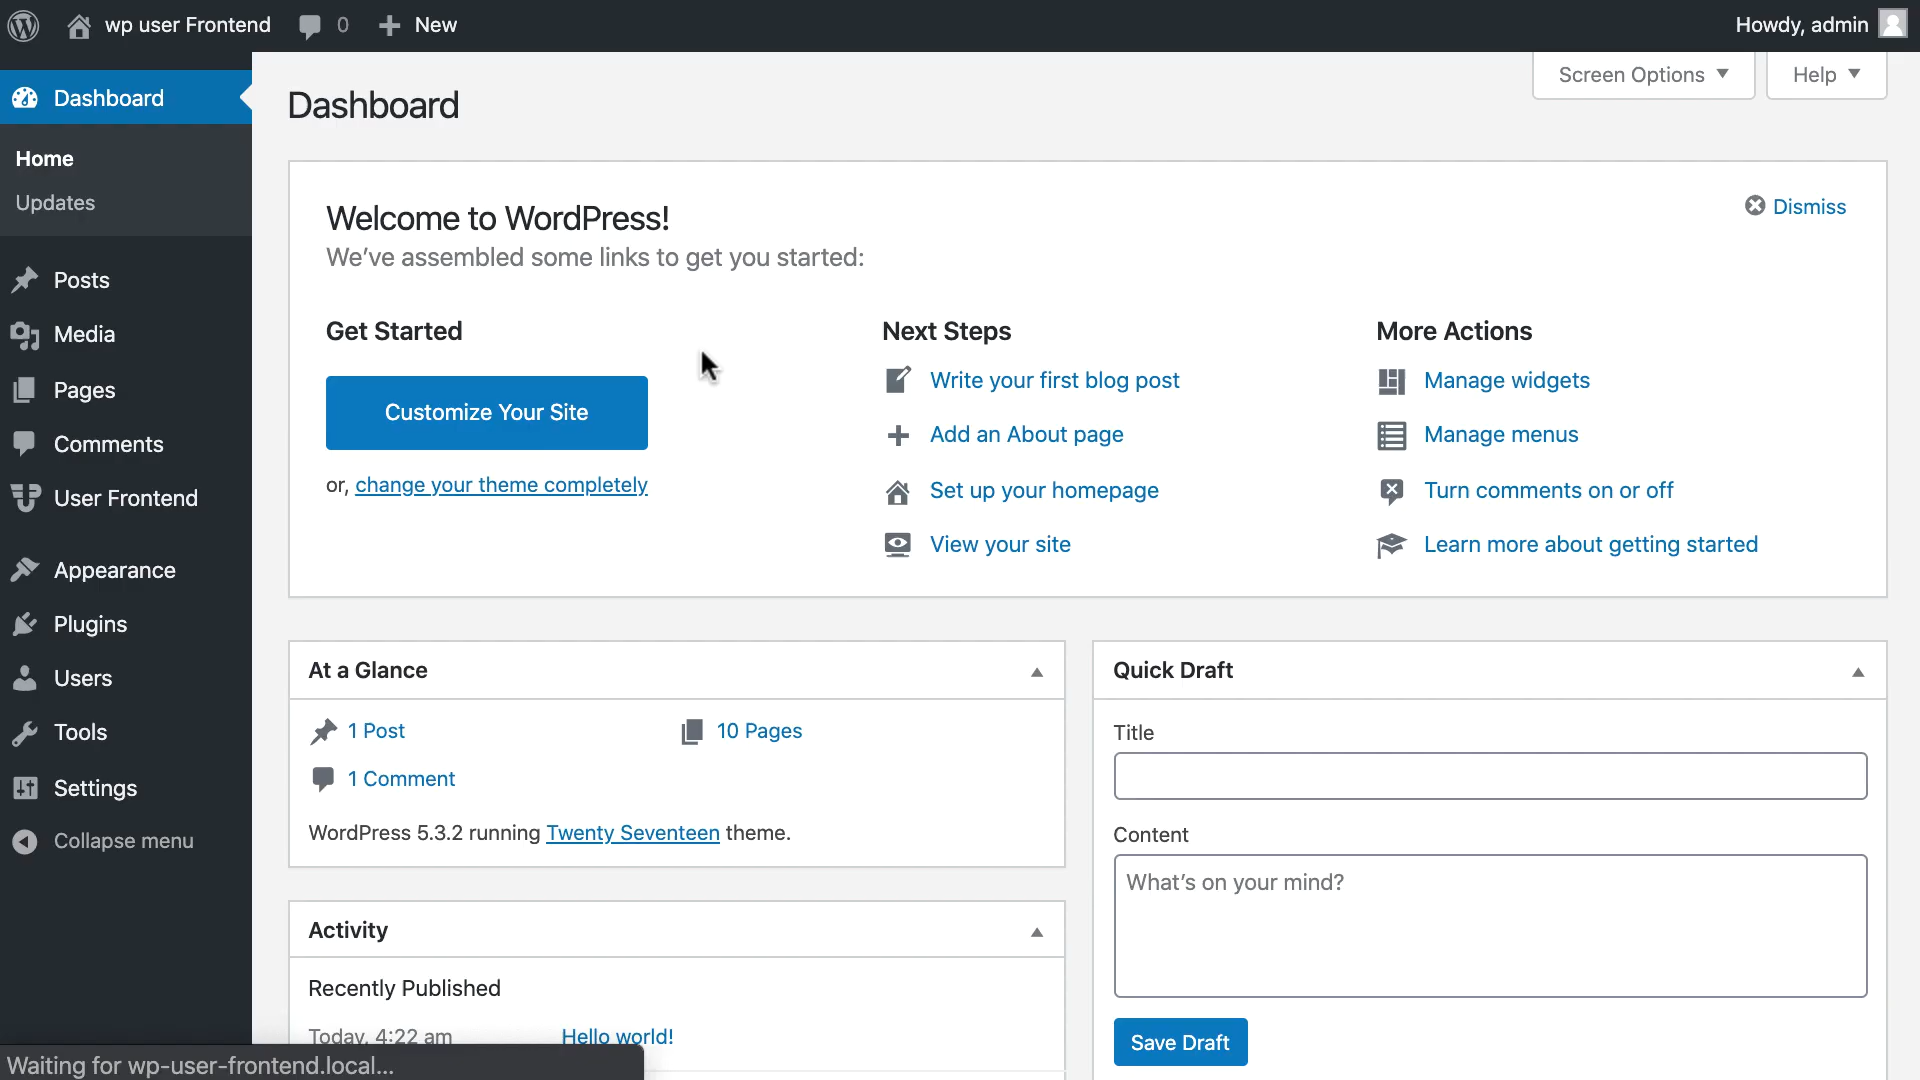 wp user Frontend 0 New
Howdy, admin
Screen Options
Help
Dashboard
Home
Updates
Posts
Media
Pages
Comments
User Frontend
Appearance
Plugins
Users
Tools
Settings
Collapse menu
Dashboard
Welcome to WordPress!
Dismiss
We’ve assembled some links to get you started:
Get Started
Customize Your Site
or, change your theme completely
Next Steps
Write your first blog post
Add an About page
Set up your homepage
View your site
More Actions
Manage widgets
Manage menus
Turn comments on or off
Learn more about getting started
At a Glance
1 Post
10 Pages
1 Comment
WordPress 5.3.2 running Twenty Seventeen theme.
Activity
Recently Published
Today, 4:22 am Hello world!
Quick Draft
Title
Content
What’s on your mind?
Save Draft
Waiting for wp-user-frontend.local...